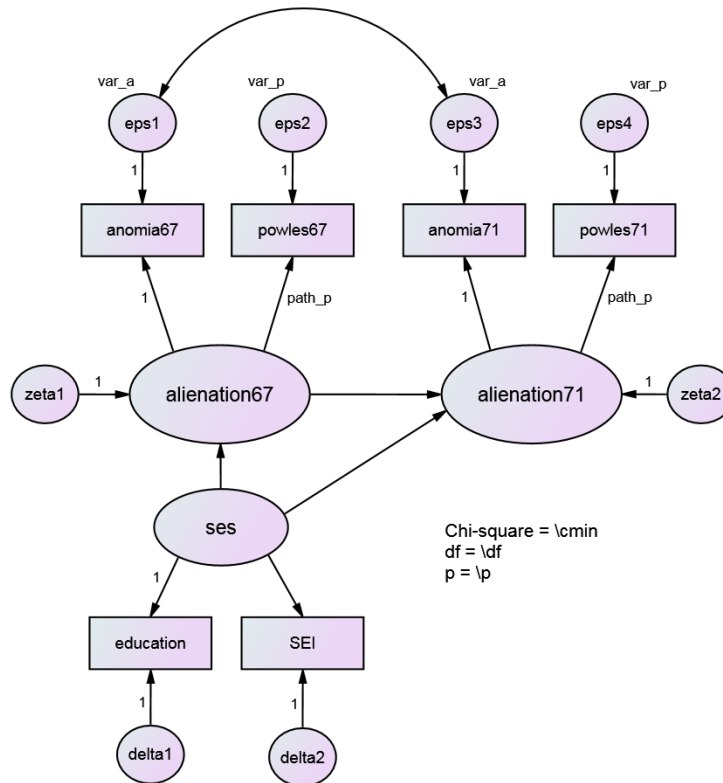 var_a
var_p
var_a
var_p
eps1
eps2
eps3
eps4
1
1
1
1
anomia67
powles67
anomia71
powles71
1
path_p
1
path_p
zeta1
1
alienation67
alienation71
1
zeta2
ses
Chi-square = \cmin
df = \df
p = \p
1
education
SEI
1
1
delta1
delta2